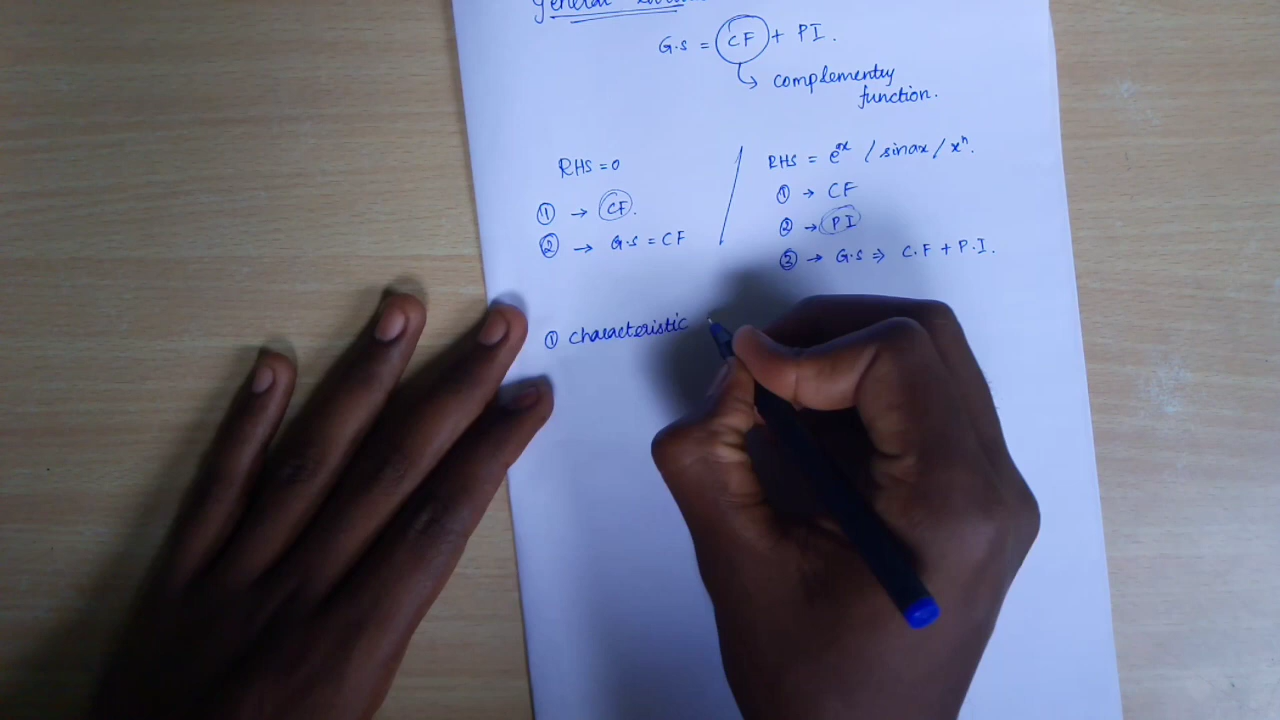 General
G.S = CF + PI.
complementry
function.
RHS = 0
① → CF.
② → G.S = CF
RHS = e^ax / sinax / x^n.
① → CF
② → PI
③ → G.S ⇒ C.F + P.I.
① characteristic